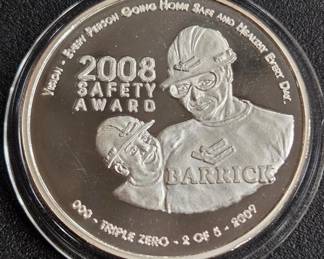 Vision - Every Person Going Home Safe and Healthy Every Day.
2008
SAFETY
AWARD
BARRICK
000 - TRIPLE ZERO - 2 OF 5 - 2009